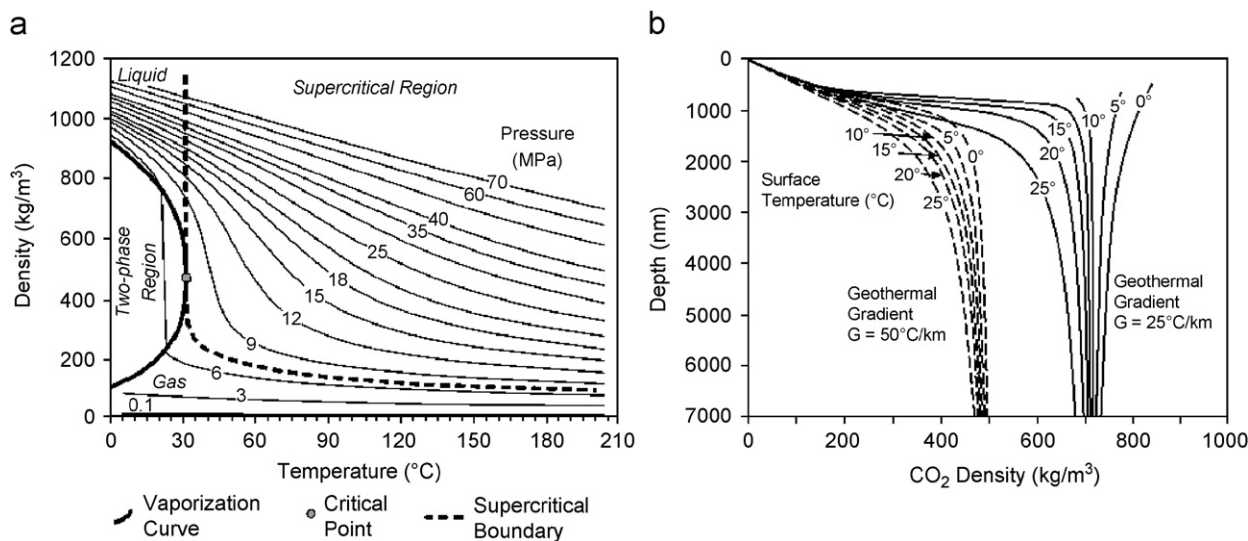 a
1200
1000
800
600
400
200
0
Density (kg/m³)
Liquid
Supercritical Region
Pressure
(MPa)
Two-phase
Region
Gas
70
60
40
35
25
18
15
12
9
6
3
0.1
0 30 60 90 120 150 180 210
Temperature (°C)
Vaporization
Curve
Critical
Point
Supercritical
Boundary
b
0
1000
2000
3000
4000
5000
6000
7000
Depth (nm)
10°
15°
20°
25°
5°
0°
Surface
Temperature (°C)
15°
20°
25°
10°
5°
0°
Geothermal
Gradient
G = 50°C/km
Geothermal
Gradient
G = 25°C/km
0 200 400 600 800 1000
CO₂ Density (kg/m³)